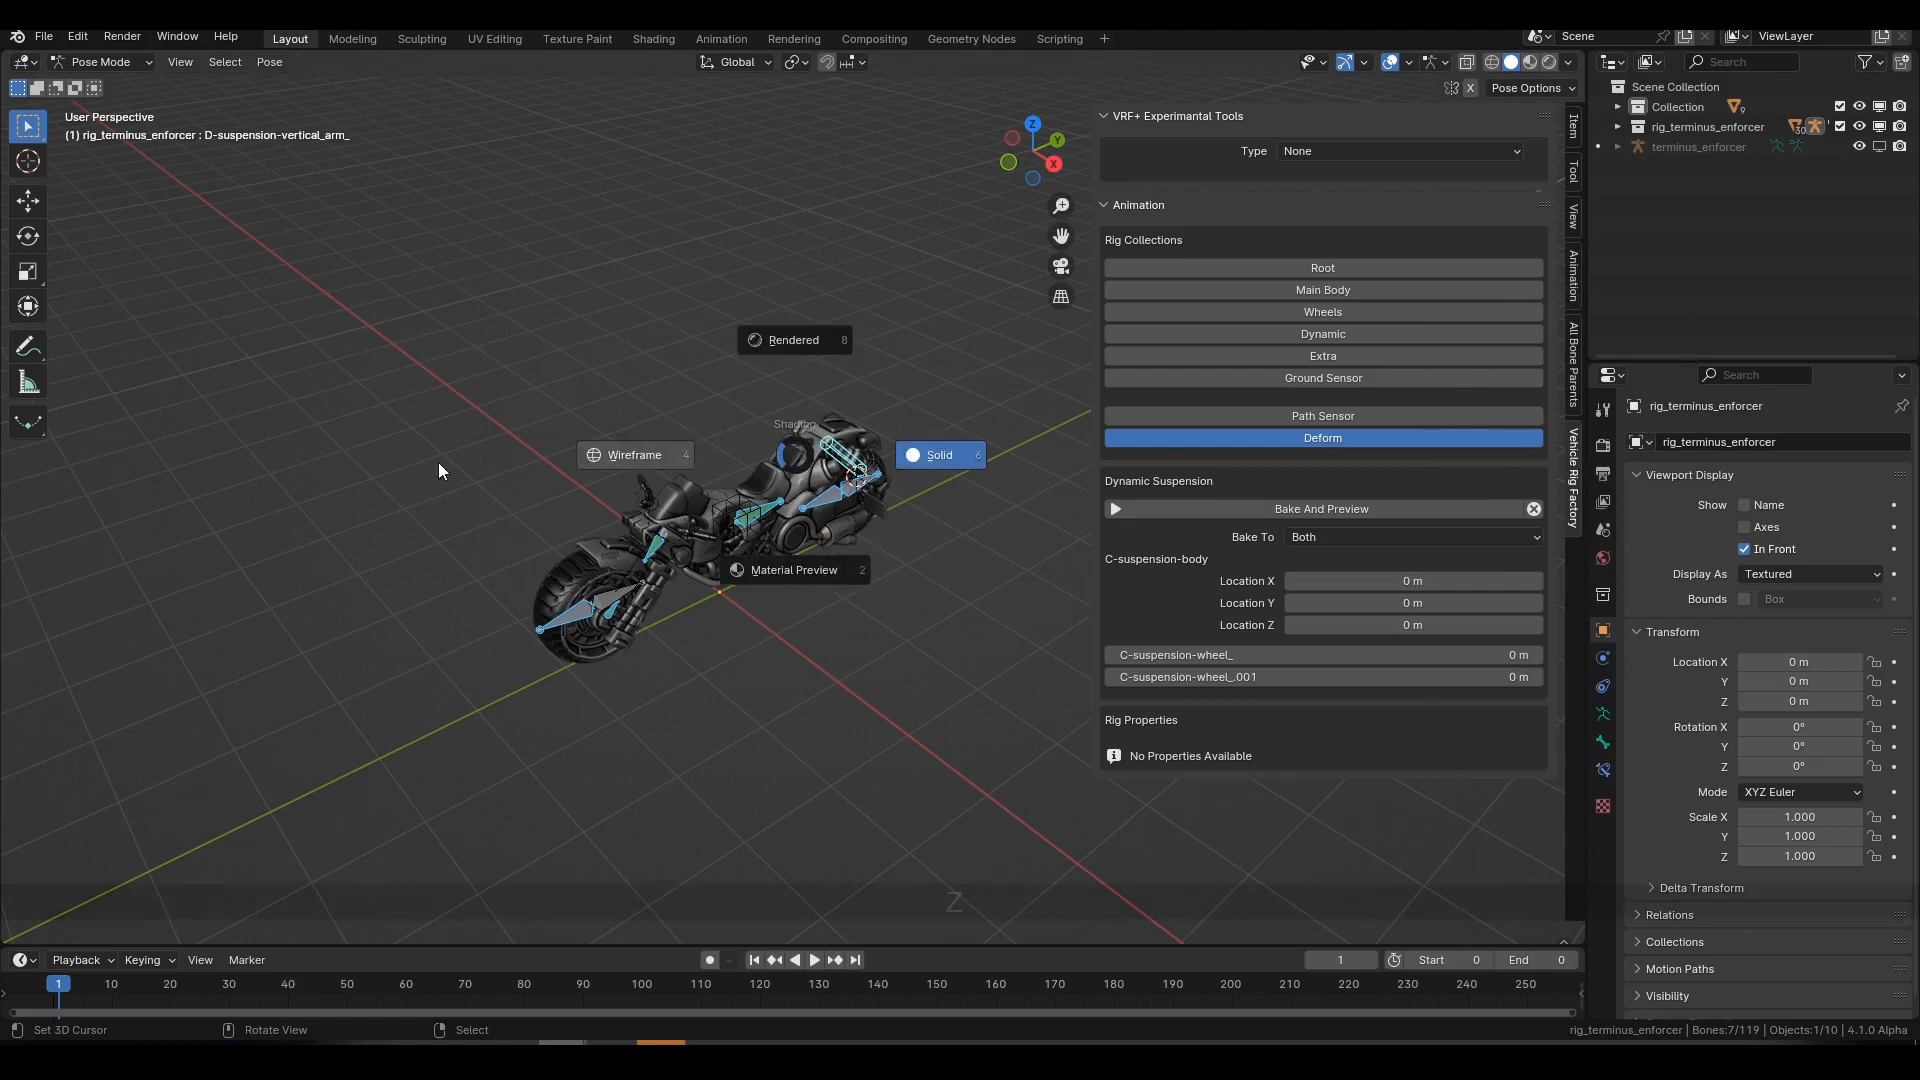 File Edit Render Window Help Layout Modeling Sculpting UV Editing Texture Paint Shading Animation Rendering Compositing Geometry Nodes Scripting + Scene ViewLayer
Pose Mode View Select Pose Global Search
X Pose Options
User Perspective
(1) rig_terminus_enforcer : D-suspension-vertical_arm_
Z
Y
X
Rendered 8
Shading
Wireframe 4
Solid 6
Material Preview 2
Z
VRF+ Experimantal Tools
Type None
Animation
Rig Collections
Root
Main Body
Wheels
Dynamic
Extra
Ground Sensor
Path Sensor
Deform
Dynamic Suspension
Bake And Preview
Bake To Both
C-suspension-body
Location X 0 m
Location Y 0 m
Location Z 0 m
C-suspension-wheel_ 0 m
C-suspension-wheel_.001 0 m
Rig Properties
No Properties Available
Item
Tool
View
Animation
All Bone Parents
Vehicle Rig Factory
Scene Collection
Collection 9
rig_terminus_enforcer 30
terminus_enforcer
Search
rig_terminus_enforcer
rig_terminus_enforcer
Viewport Display
Show Name
Axes
In Front
Display As Textured
Bounds Box
Transform
Location X 0 m
Y 0 m
Z 0 m
Rotation X 0°
Y 0°
Z 0°
Mode XYZ Euler
Scale X 1.000
Y 1.000
Z 1.000
Delta Transform
Relations
Collections
Motion Paths
Visibility
Playback Keying View Marker 1 Start 0 End 0
1 10 20 30 40 50 60 70 80 90 100 110 120 130 140 150 160 170 180 190 200 210 220 230 240 250
Set 3D Cursor Rotate View Select rig_terminus_enforcer | Bones:7/119 | Objects:1/10 | 4.1.0 Alpha